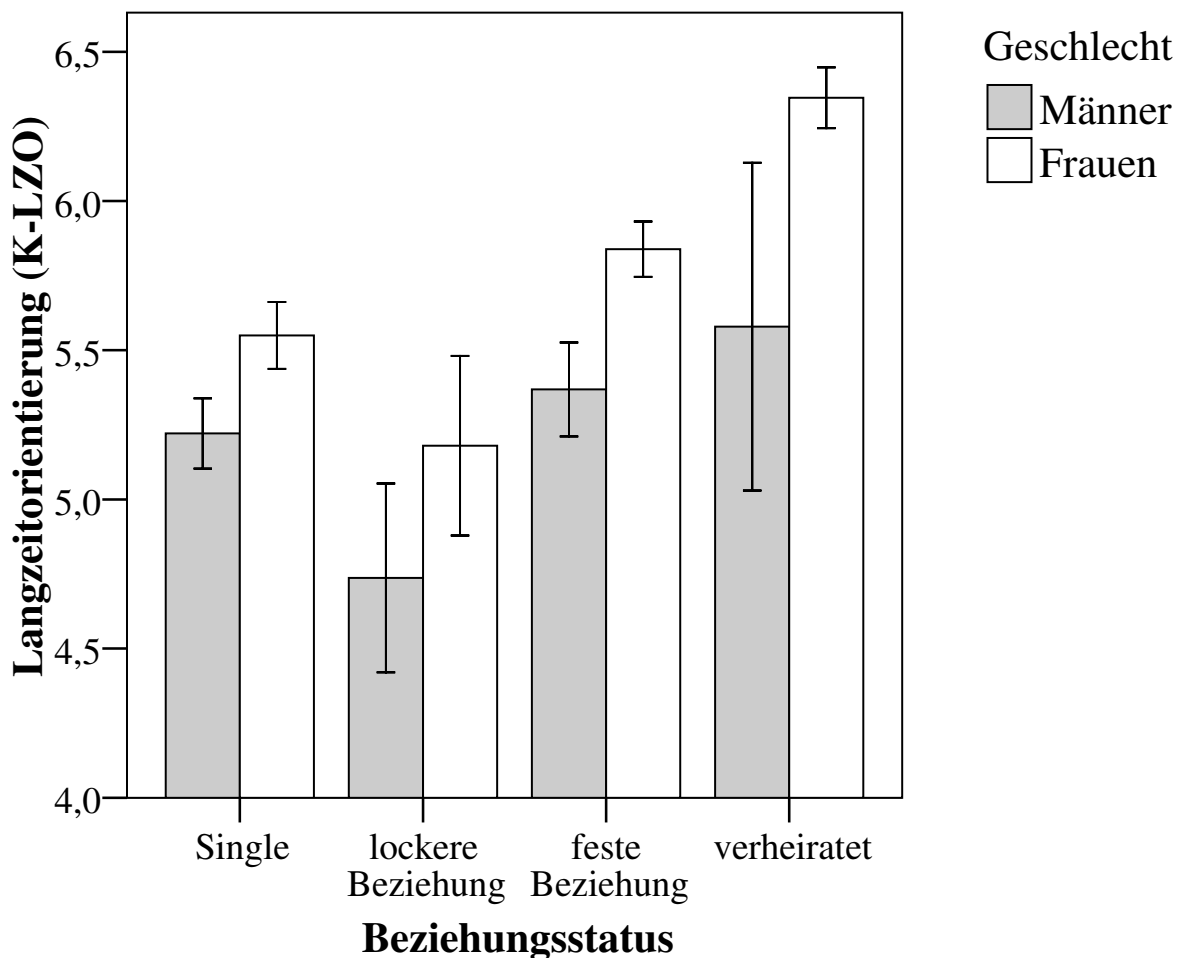 Langzeitorientierung (K-LZO)
6,5
6,0
5,5
5,0
4,5
4,0
Single
lockere
Beziehung
feste
Beziehung
verheiratet
Beziehungsstatus
Geschlecht
Männer
Frauen